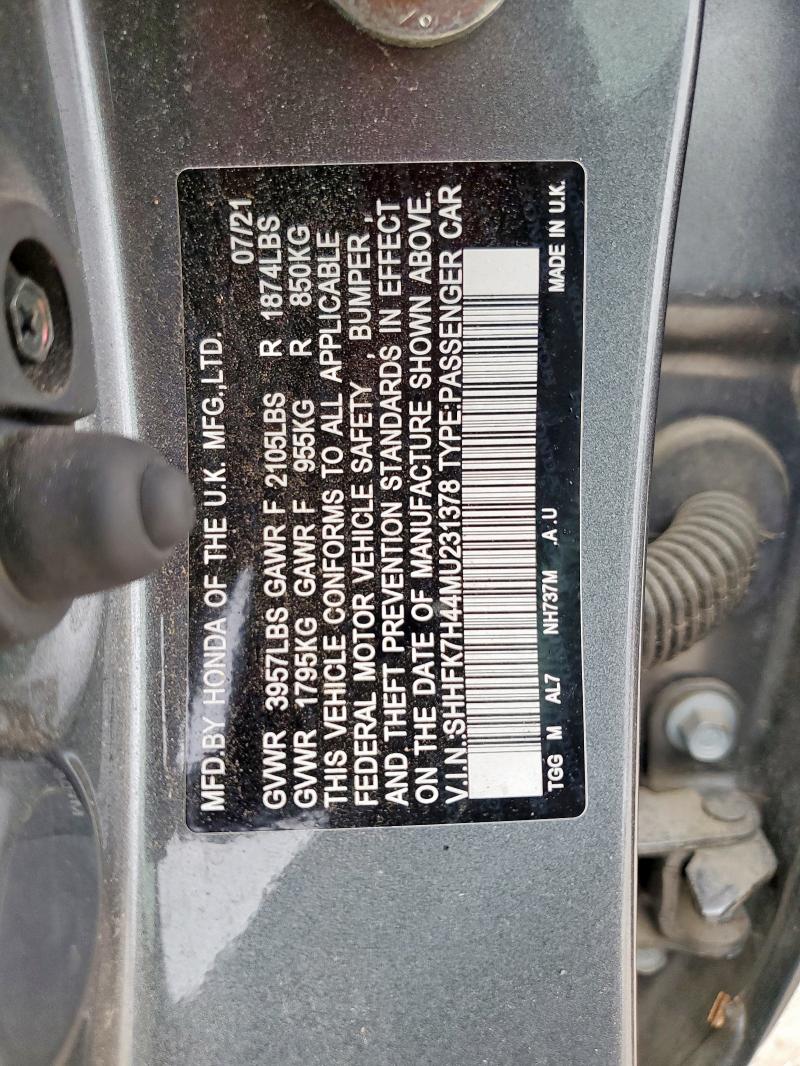 MFD.BY HONDA OF THE U.K. MFG.,LTD.
07/21
GVWR 3957LBS GAWR F 2105LBS R 1874LBS
GVWR 1795KG GAWR F 955KG R 850KG
THIS VEHICLE CONFORMS TO ALL APPLICABLE
FEDERAL MOTOR VEHICLE SAFETY , BUMPER ,
AND THEFT PREVENTION STANDARDS IN EFFECT
ON THE DATE OF MANUFACTURE SHOWN ABOVE.
V.I.N.:SHHFK7H44MU231378 TYPE:PASSENGER CAR
TGG M AL7 NH737M .A .U MADE IN U.K.